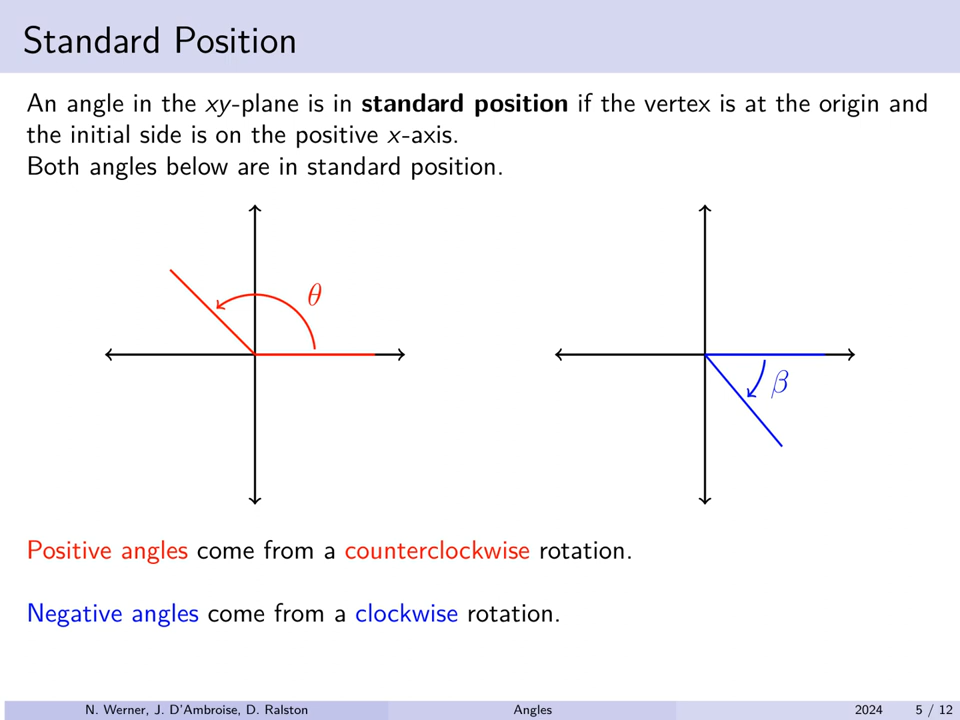 Standard Position
An angle in the xy-plane is in standard position if the vertex is at the origin and
the initial side is on the positive x-axis.
Both angles below are in standard position.
θ
β
Positive angles come from a counterclockwise rotation.
Negative angles come from a clockwise rotation.
N. Werner, J. D'Ambroise, D. Ralston Angles 2024 5 / 12